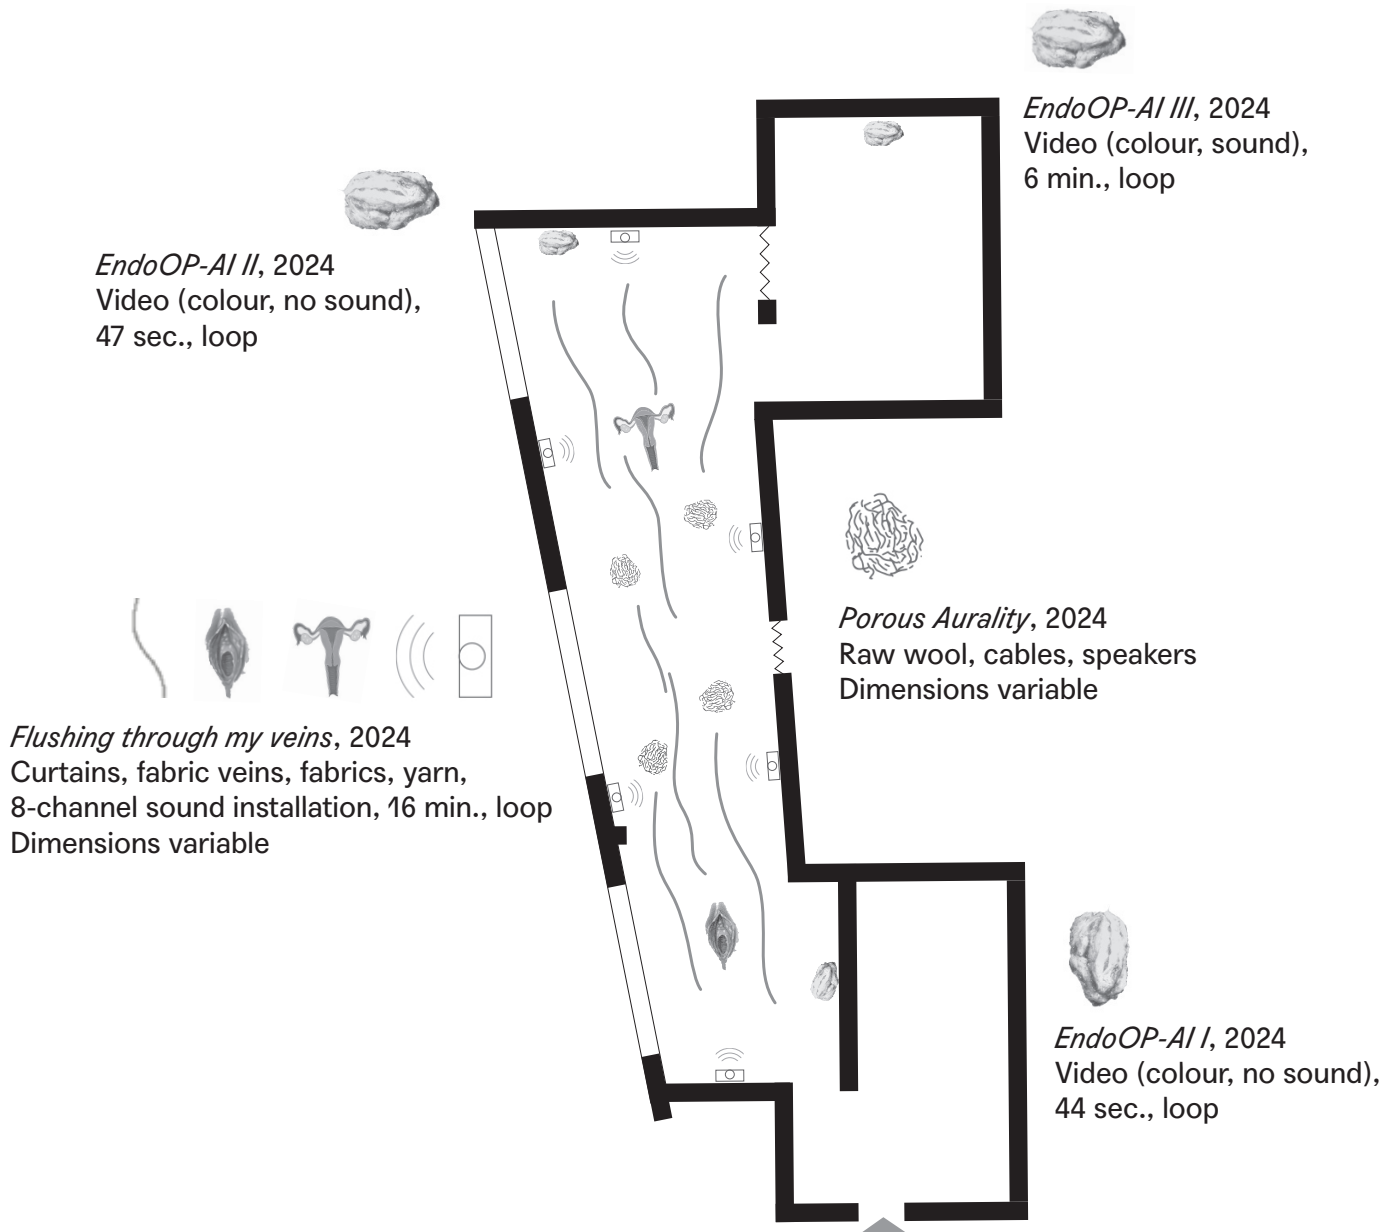 EndoOP-AI III, 2024
Video (colour, sound),
6 min., loop
EndoOP-AI II, 2024
Video (colour, no sound),
47 sec., loop
Porous Aurality, 2024
Raw wool, cables, speakers
Dimensions variable
Flushing through my veins, 2024
Curtains, fabric veins, fabrics, yarn,
8-channel sound installation, 16 min., loop
Dimensions variable
EndoOP-AI I, 2024
Video (colour, no sound),
44 sec., loop